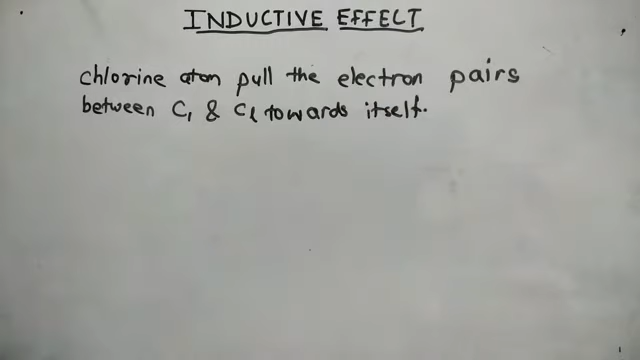 INDUCTIVE EFFECT
chlorine atom pull the electron pairs
between C₁ & Cl towards itself.